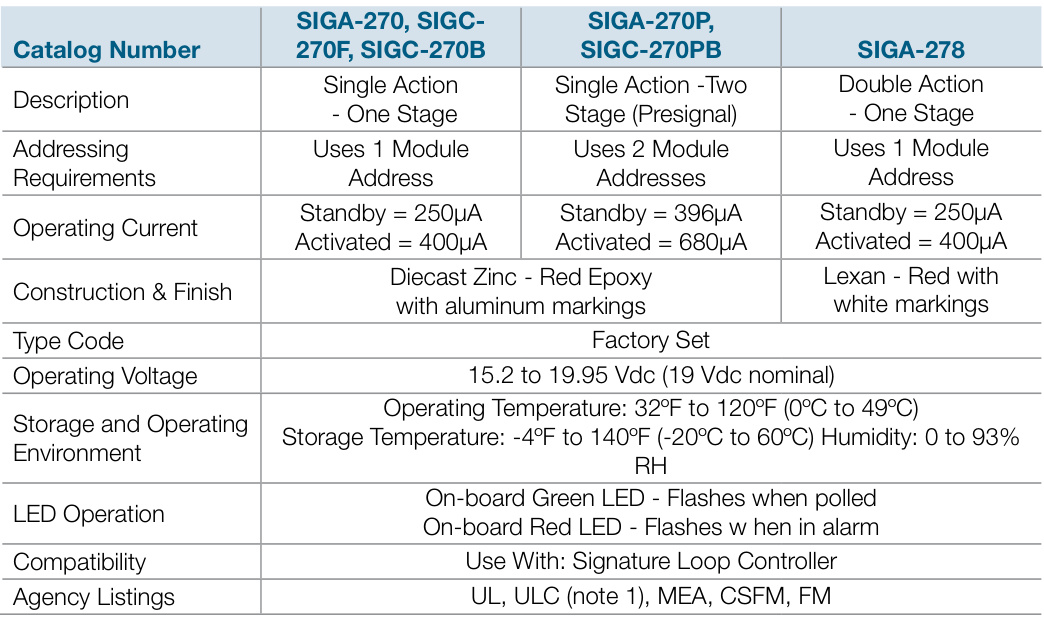 Catalog Number
SIGA-270, SIGC-
270F, SIGC-270B
SIGA-270P,
SIGC-270PB
SIGA-278
Description
Single Action
- One Stage
Single Action -Two
Stage (Presignal)
Double Action
- One Stage
Addressing
Requirements
Uses 1 Module
Address
Uses 2 Module
Addresses
Uses 1 Module
Address
Operating Current
Standby = 250μA
Activated = 400μA
Standby = 396μA
Activated = 680μA
Standby = 250μA
Activated = 400μA
Construction & Finish
Diecast Zinc - Red Epoxy
with aluminum markings
Lexan - Red with
white markings
Type Code
Factory Set
Operating Voltage
15.2 to 19.95 Vdc (19 Vdc nominal)
Storage and Operating
Environment
Operating Temperature: 32ºF to 120ºF (0ºC to 49ºC)
Storage Temperature: -4ºF to 140ºF (-20ºC to 60ºC) Humidity: 0 to 93%
RH
LED Operation
On-board Green LED - Flashes when polled
On-board Red LED - Flashes w hen in alarm
Compatibility
Use With: Signature Loop Controller
Agency Listings
UL, ULC (note 1), MEA, CSFM, FM